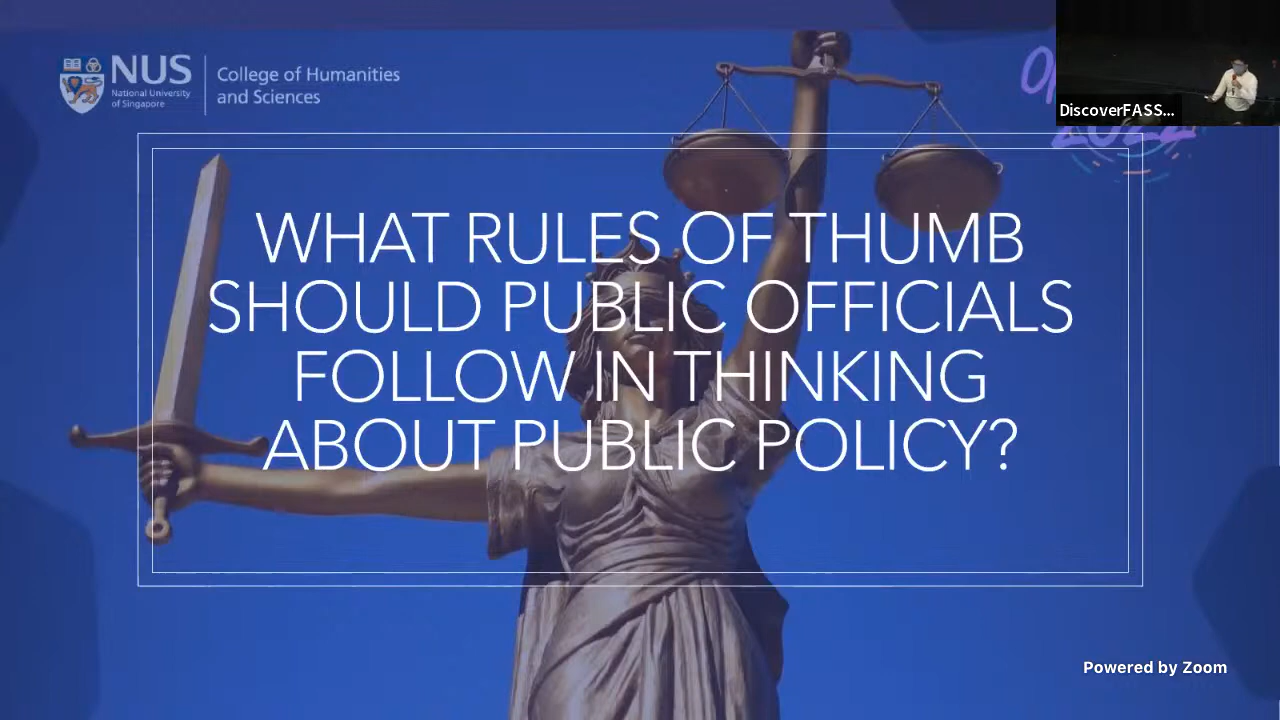 NUS
National University
of Singapore
College of Humanities
and Sciences
DiscoverFASS...
2022
WHAT RULES OF THUMB
SHOULD PUBLIC OFFICIALS
FOLLOW IN THINKING
ABOUT PUBLIC POLICY?
Powered by Zoom